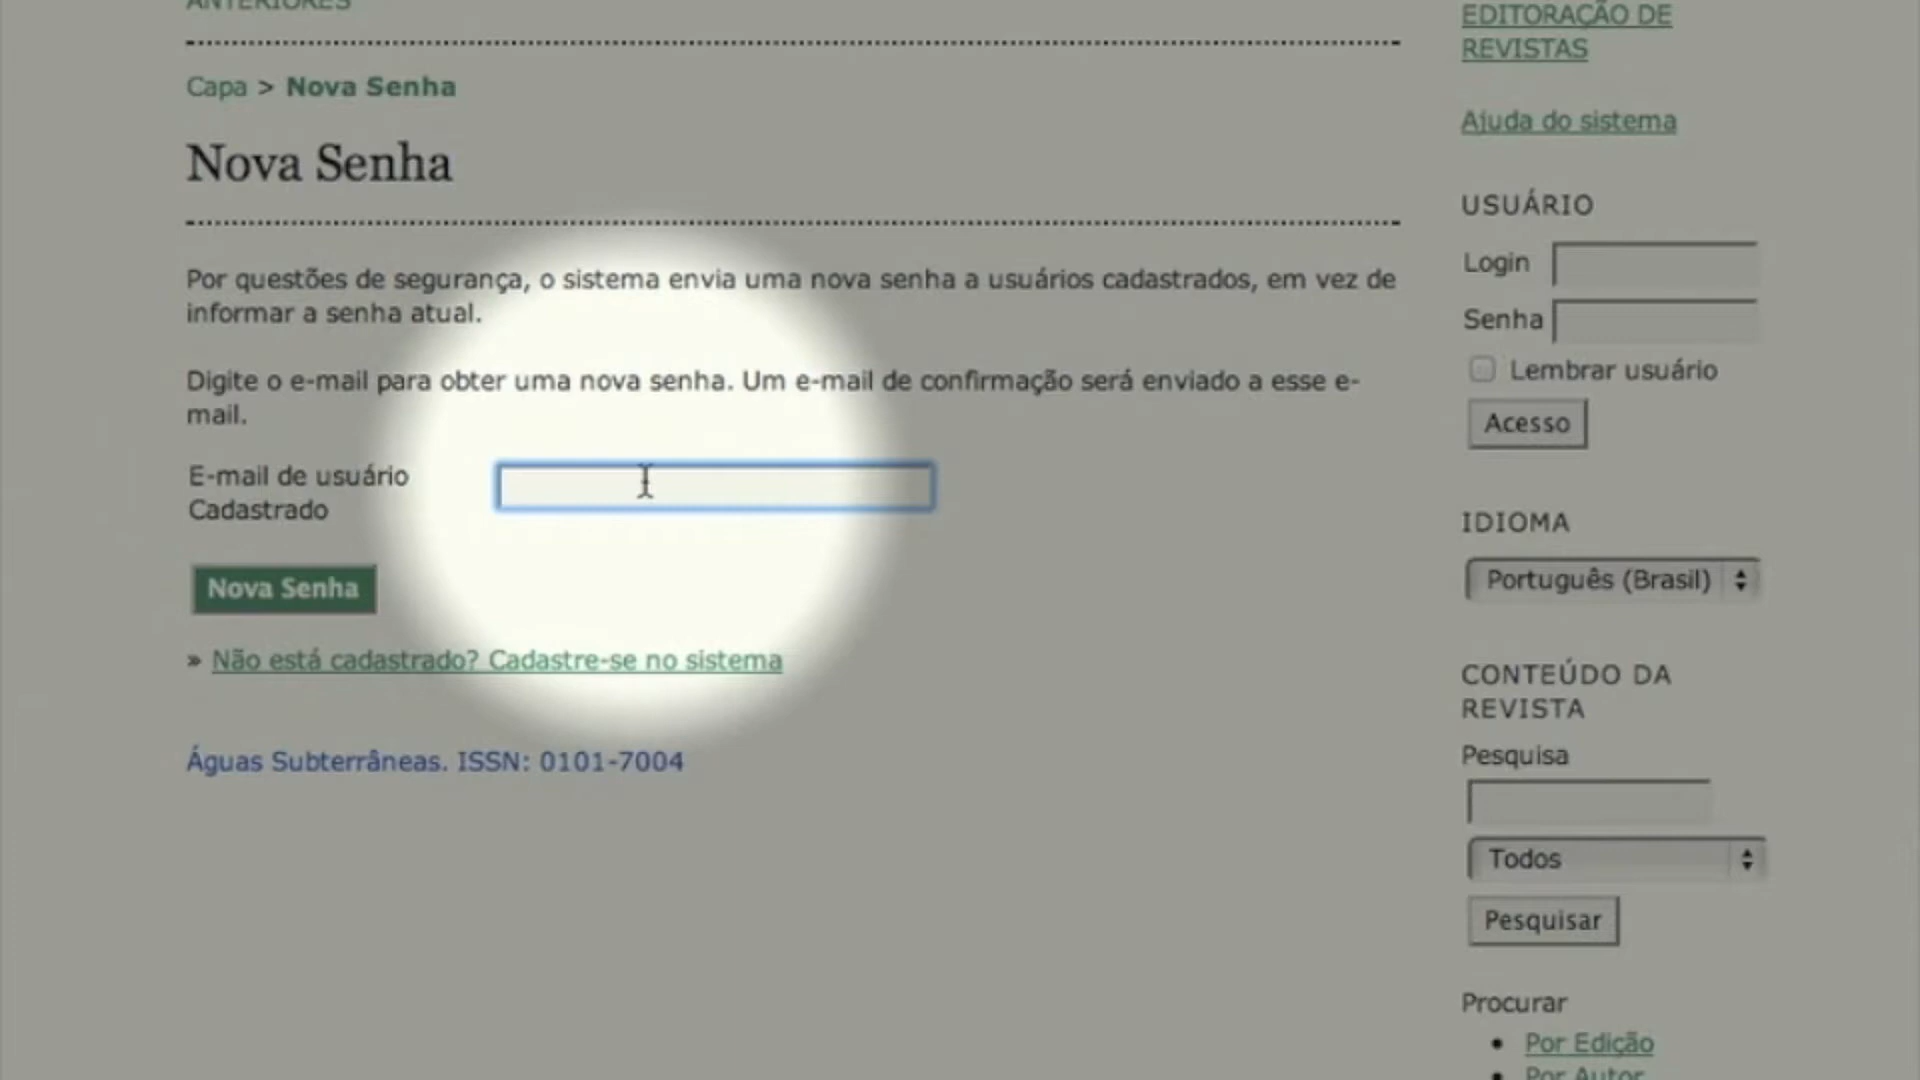 ANTERIORES
Capa > Nova Senha
Nova Senha
Por questões de segurança, o sistema envia uma nova senha a usuários cadastrados, em vez de
informar a senha atual.
Digite o e-mail para obter uma nova senha. Um e-mail de confirmação será enviado a esse e-
mail.
E-mail de usuário
Cadastrado
Nova Senha
» Não está cadastrado? Cadastre-se no sistema
Águas Subterrâneas. ISSN: 0101-7004
EDITORAÇÃO DE
REVISTAS
Ajuda do sistema
USUÁRIO
Login
Senha
Lembrar usuário
Acesso
IDIOMA
Português (Brasil)
CONTEÚDO DA
REVISTA
Pesquisa
Todos
Pesquisar
Procurar
• Por Edição
• Por Autor